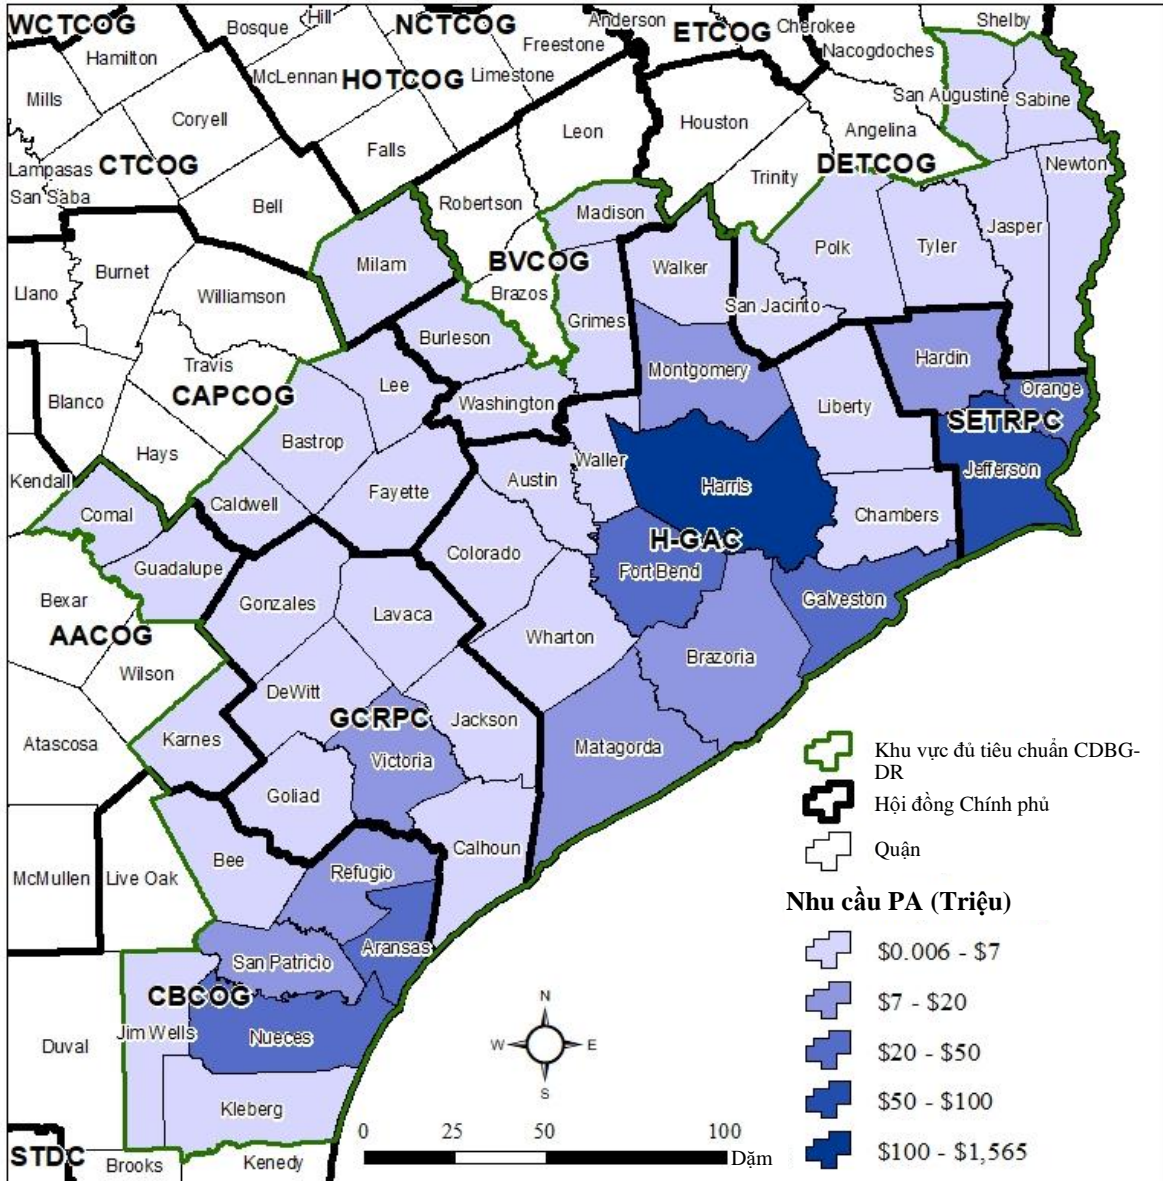 WCTCOG
Hill
Bosque
NCTCOG
Anderson
ETCOG
Cherokee
Shelby
Hamilton
Freestone
Nacogdoches
McLennan
HOTCOG
Limestone
Mills
San Augustine
Sabine
Coryell
Leon
Houston
Angelina
Falls
Lampasas
CTCOG
DETCOG
Newton
San Saba
Bell
Robertson
Trinity
Madison
Jasper
Milam
BVCOG
Walker
Polk
Tyler
Burnet
Llano
Williamson
Brazos
San Jacinto
Grimes
Burleson
Travis
Montgomery
Hardin
Blanco
CAPCOG
Lee
Washington
Liberty
Orange
SETRPC
Bastrop
Hays
Waller
Jefferson
Kendall
Caldwell
Fayette
Austin
Harris
Comal
Chambers
H-GAC
Colorado
Guadalupe
Fort Bend
Bexar
Gonzales
Lavaca
Galveston
AACOG
Wharton
Brazoria
Wilson
DeWitt
GCRPC
Jackson
Atascosa
Karnes
Victoria
Matagorda
Goliad
Calhoun
Bee
McMullen
Live Oak
Refugio
Aransas
San Patricio
CBCOG
Jim Wells
Nueces
Duval
Kleberg
STDC
Brooks
Kenedy
N
W
E
S
0
25
50
100
Dặm
Khu vực đủ tiêu chuẩn CDBG-
DR
Hội đồng Chính phủ
Quận
Nhu cầu PA (Triệu)
$0.006 - $7
$7 - $20
$20 - $50
$50 - $100
$100 - $1,565